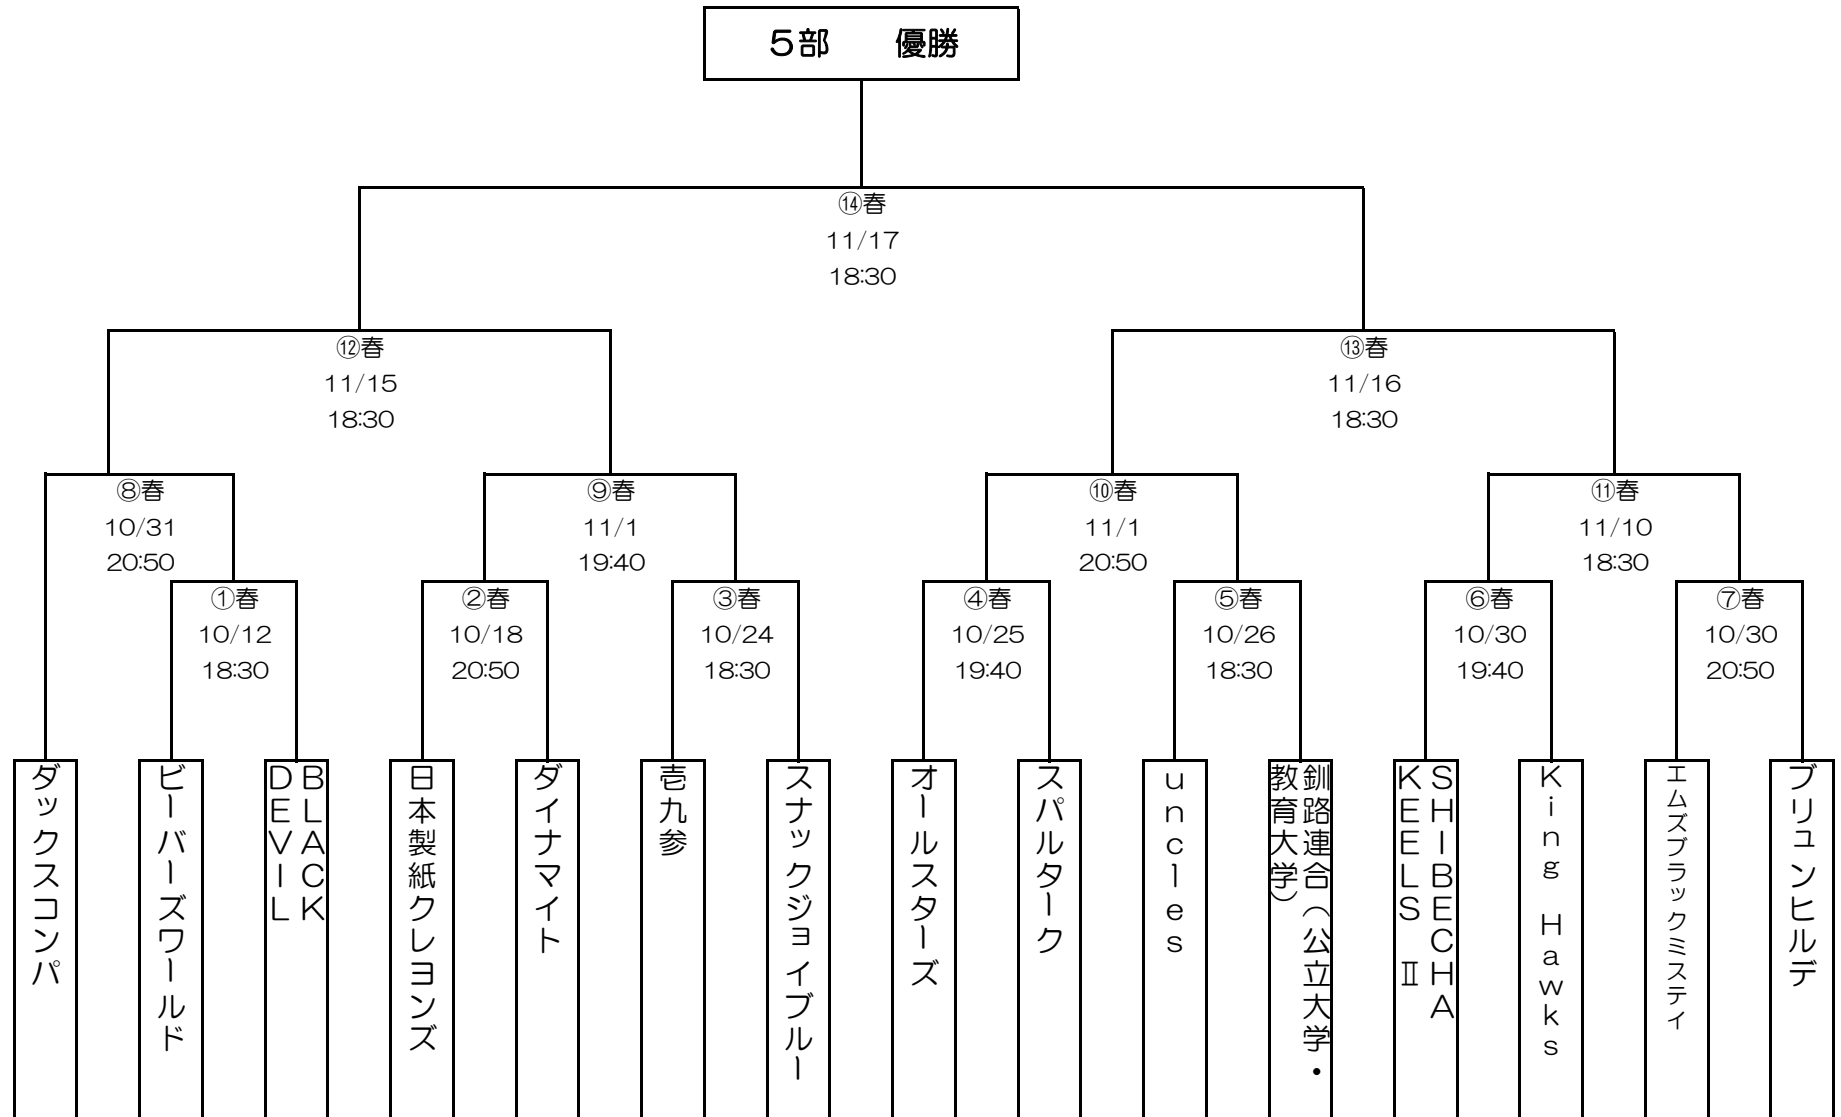 ５部　　優勝
⑭春
11/17
18:30
⑫春
11/15
18:30
⑬春
11/16
18:30
⑧春
10/31
20:50
⑨春
11/1
19:40
⑩春
11/1
20:50
⑪春
11/10
18:30
①春
10/12
18:30
②春
10/18
20:50
③春
10/24
18:30
④春
10/25
19:40
⑤春
10/26
18:30
⑥春
10/30
19:40
⑦春
10/30
20:50
ダックスコンパ
ビーバーズワールド
ＢＬＡＣＫ
ＤＥＶＩＬ
日本製紙クレヨンズ
ダイナマイト
壱九参
スナックジョイブルー
オールスターズ
スパルターク
ｕｎｃｌｅｓ
釧路連合（公立大学・
教育大学）
ＳＨＩＢＥＣＨＡ
ＫＥＥＬＳ　Ⅱ
Ｋｉｎｇ　Ｈａｗｋｓ
エムズブラックミスティ
ブリュンヒルデ